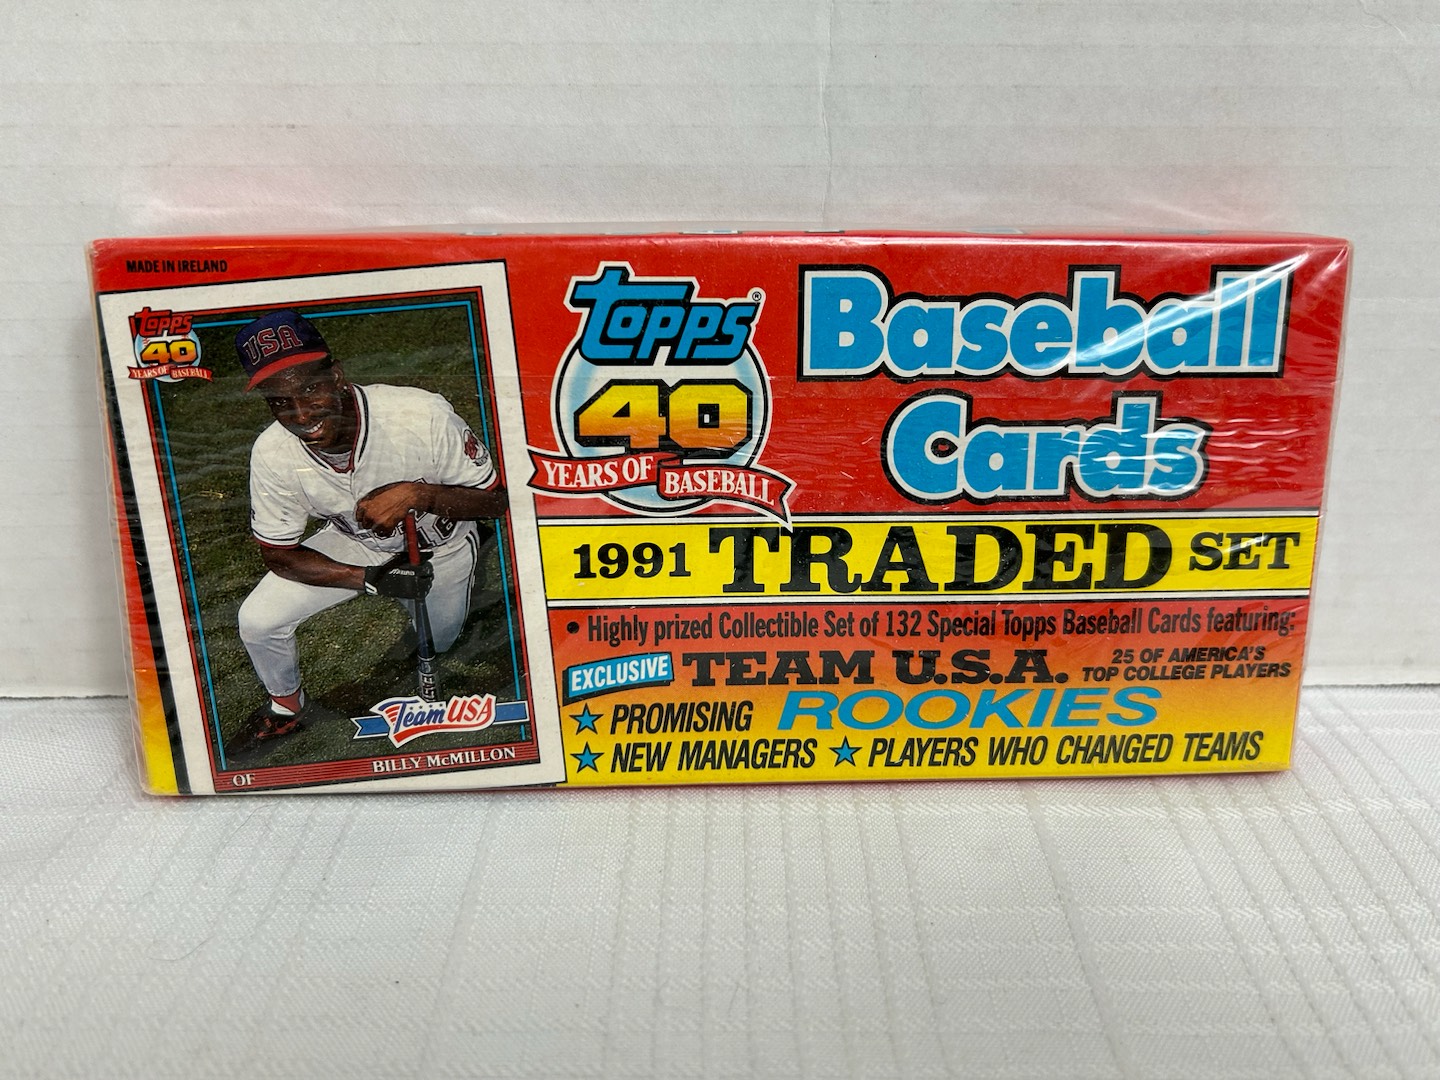 MADE IN IRELAND
Topps
40
YEARS OF BASEBALL
USA
Team USA
OF BILLY McMILLON
Topps®
40
YEARS OF BASEBALL
Baseball
Cards
1991 TRADED SET
• Highly prized Collectible Set of 132 Special Topps Baseball Cards featuring:
EXCLUSIVE TEAM U.S.A. 25 OF AMERICA'S
TOP COLLEGE PLAYERS
★ PROMISING ROOKIES
★ NEW MANAGERS ★ PLAYERS WHO CHANGED TEAMS